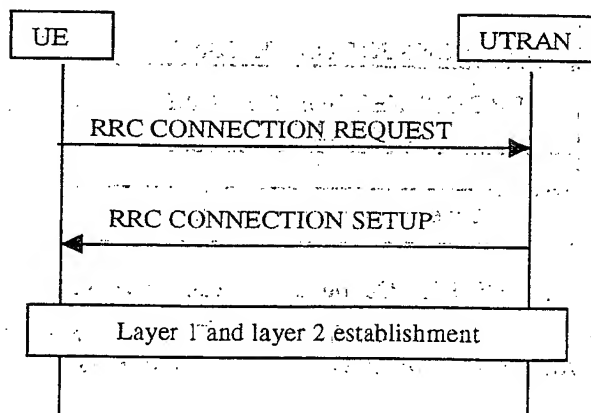 UE
UTRAN
RRC CONNECTION REQUEST
RRC CONNECTION SETUP
Layer 1 and layer 2 establishment